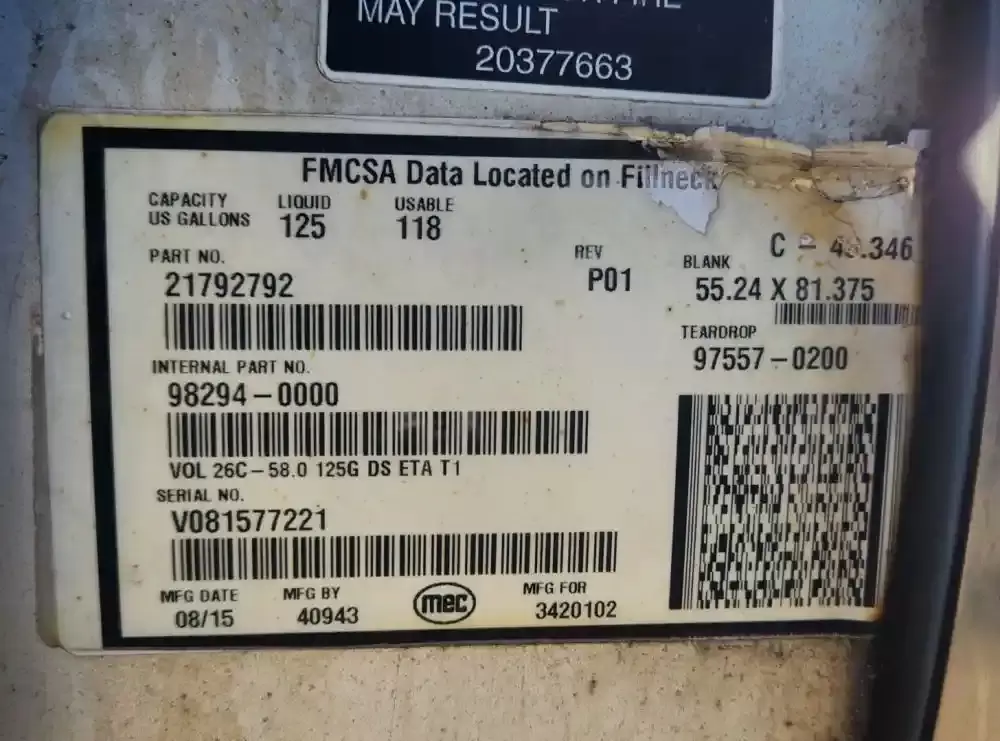 MAY RESULT
20377663
FMCSA Data Located on Fillneck
CAPACITY LIQUID USABLE
US GALLONS 125 118
C - 346
PART NO. REV BLANK
21792792 P01 55.24 X 81.375
TEARDROP
97557-0200
INTERNAL PART NO.
98294-0000
VOL 26C-58.0 125G DS ETA T1
SERIAL NO.
V081577221
MFG DATE MFG BY mec MFG FOR
08/15 40943 3420102